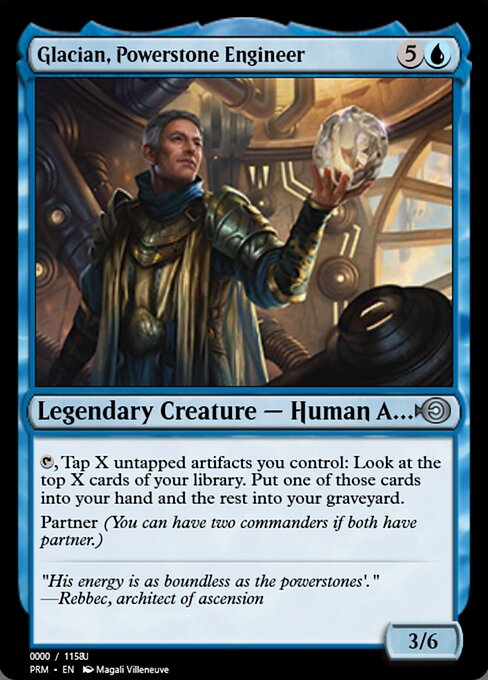 Glacian, Powerstone Engineer 5
Legendary Creature — Human A...
, Tap X untapped artifacts you control: Look at the
top X cards of your library. Put one of those cards
into your hand and the rest into your graveyard.
Partner (You can have two commanders if both have
partner.)
"His energy is as boundless as the powerstones'."
—Rebbec, architect of ascension
3/6
0000 / 1158U
PRM • EN Magali Villeneuve